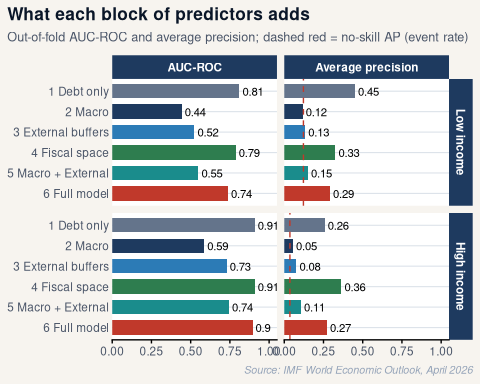 What each block of predictors adds
Out-of-fold AUC-ROC and average precision; dashed red = no-skill AP (event rate)
AUC-ROC Average precision
1 Debt only 0.81 0.45
2 Macro 0.44 0.12
3 External buffers 0.52 0.13
4 Fiscal space 0.79 0.33
5 Macro + External 0.55 0.15
6 Full model 0.74 0.29
Low income
1 Debt only 0.91 0.26
2 Macro 0.59 0.05
3 External buffers 0.73 0.08
4 Fiscal space 0.91 0.36
5 Macro + External 0.74 0.11
6 Full model 0.9 0.27
High income
0.00 0.25 0.50 0.75 1.00 0.00 0.25 0.50 0.75 1.00
Source: IMF World Economic Outlook, April 2026